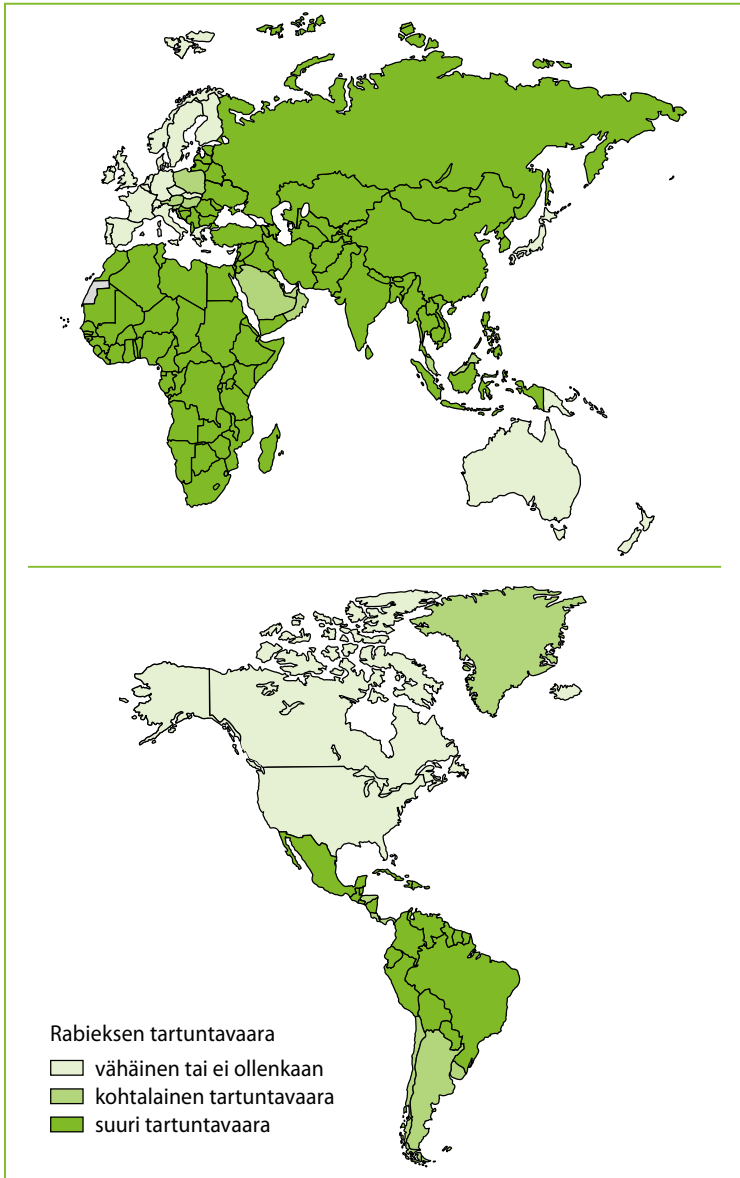 Rabieksen tartuntavaara
vähäinen tai ei ollenkaan
kohtalainen tartuntavaara
suuri tartuntavaara